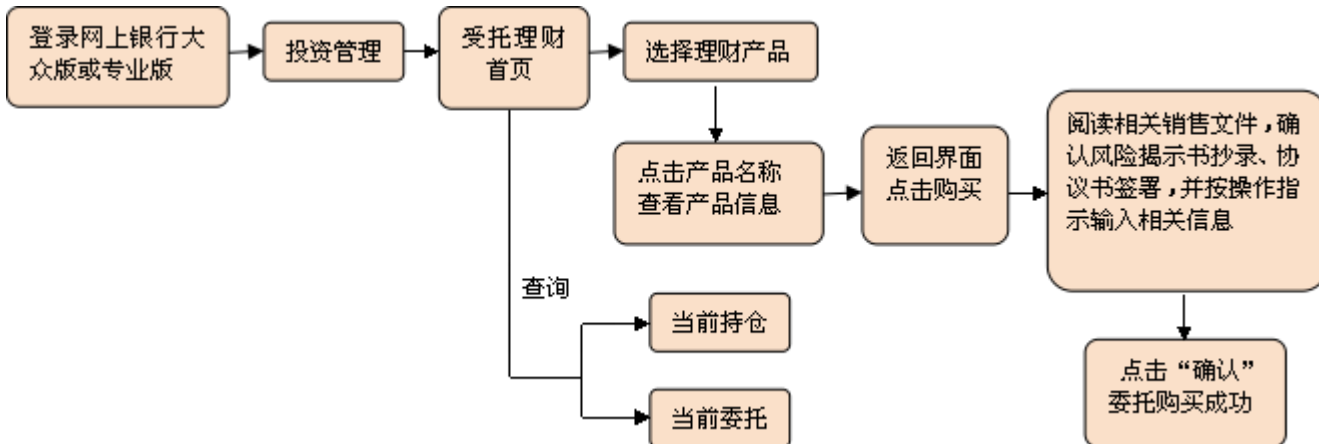 登录网上银行大
众版或专业版
投资管理
受托理财
首页
选择理财产品
点击产品名称
查看产品信息
返回界面
点击购买
阅读相关销售文件，确
认风险揭示书抄录、协
议书签署，并按操作指
示输入相关信息
查询
当前持仓
当前委托
点击“确认”
委托购买成功